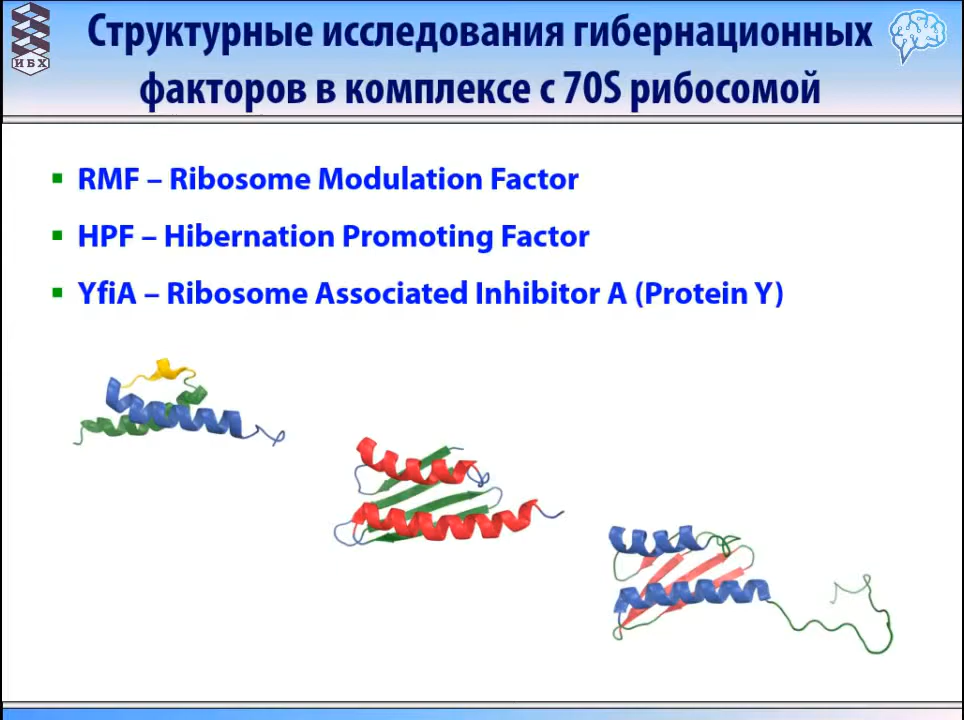 ИБХ
Структурные исследования гибернационных
факторов в комплексе с 70S рибосомой
RMF – Ribosome Modulation Factor
HPF – Hibernation Promoting Factor
YfiA – Ribosome Associated Inhibitor A (Protein Y)